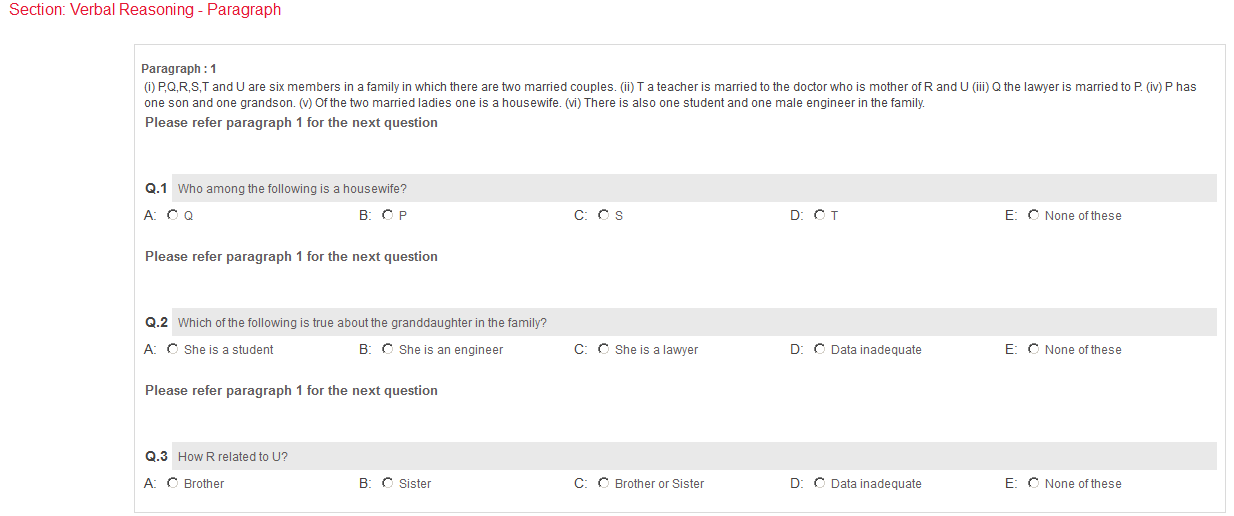 Section: Verbal Reasoning - Paragraph
Paragraph : 1
(i) P,Q,R,S,T and U are six members in a family in which there are two married couples. (ii) T a teacher is married to the doctor who is mother of R and U (iii) Q the lawyer is married to P. (iv) P has
one son and one grandson. (v) Of the two married ladies one is a housewife. (vi) There is also one student and one male engineer in the family.
Please refer paragraph 1 for the next question
Q.1 Who among the following is a housewife?
A: Q B: P C: S D: T E: None of these
Please refer paragraph 1 for the next question
Q.2 Which of the following is true about the granddaughter in the family?
A: She is a student B: She is an engineer C: She is a lawyer D: Data inadequate E: None of these
Please refer paragraph 1 for the next question
Q.3 How R related to U?
A: Brother B: Sister C: Brother or Sister D: Data inadequate E: None of these